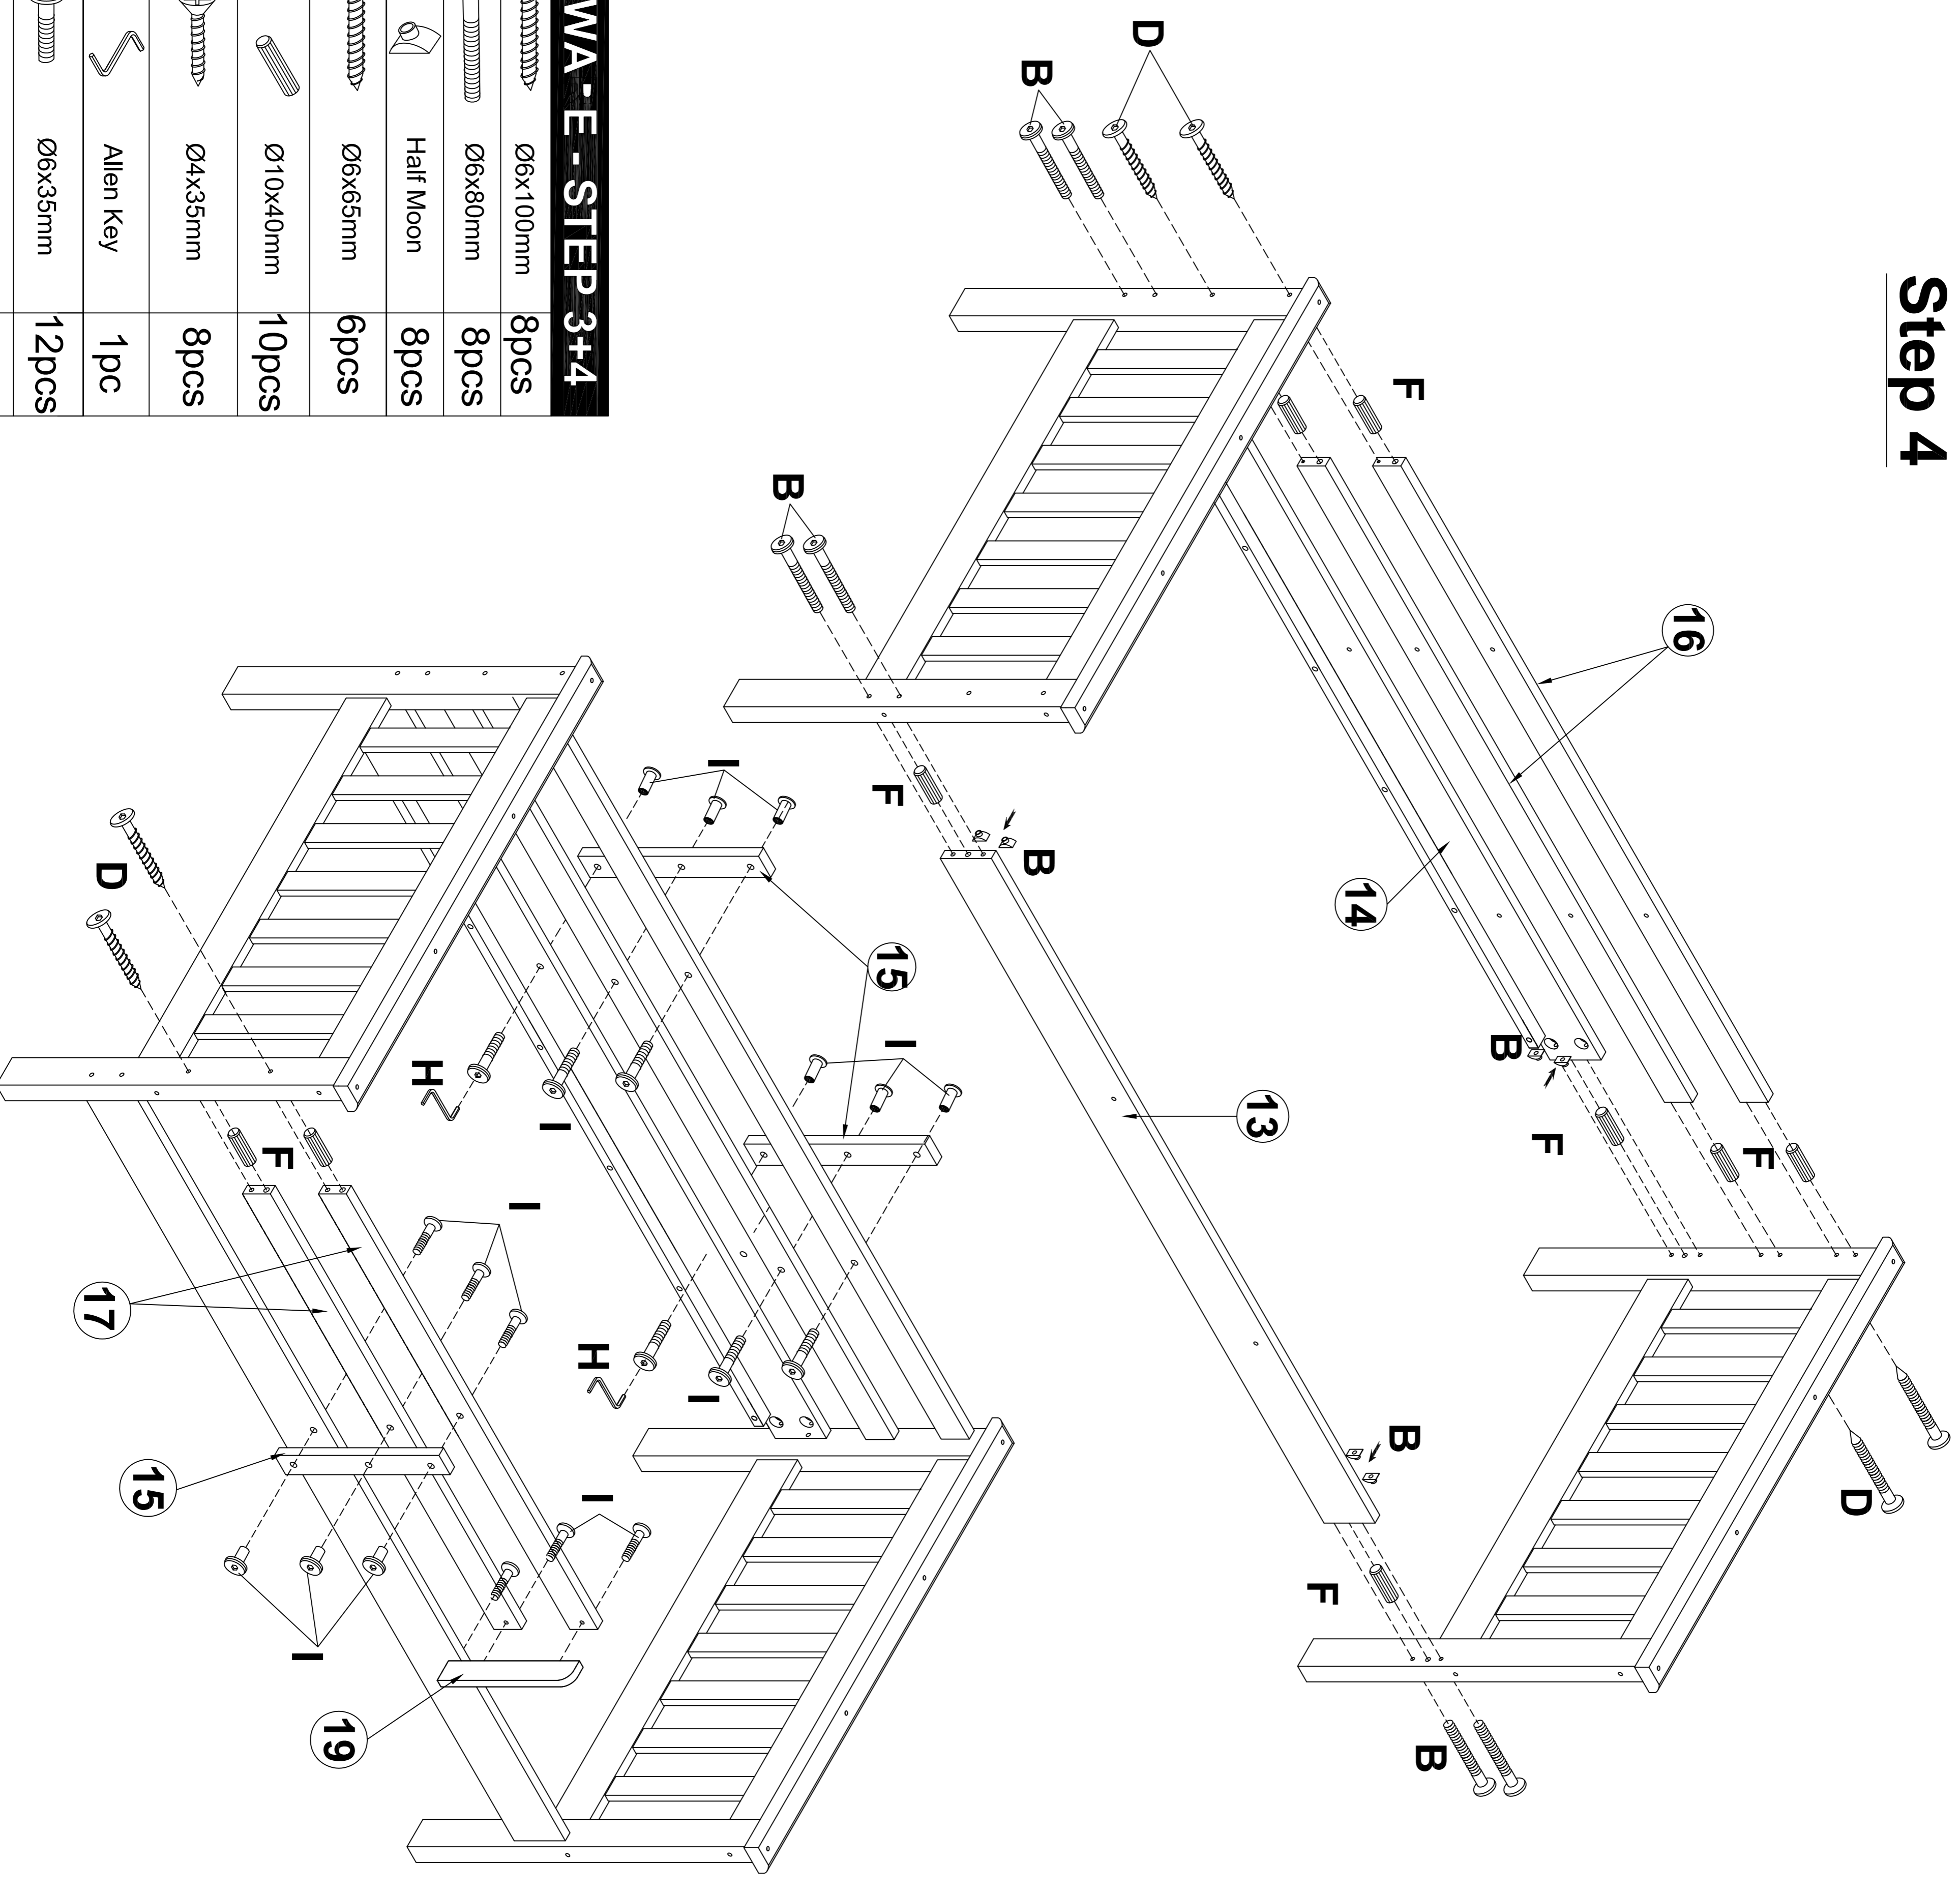 Step 4
D
B
F
16
B
14
F
B
13
B
F
F
D
B
F
B
WA - E - STEP 3+4
Ø6x100mm 8pcs
Ø6x80mm 8pcs
Half Moon 8pcs
Ø6x65mm 6pcs
Ø10x40mm 10pcs
Ø4x35mm 8pcs
Allen Key 1pc
Ø6x35mm 12pcs
I
15
I
D
H
I
F
I
H
I
17
15
I
I
19